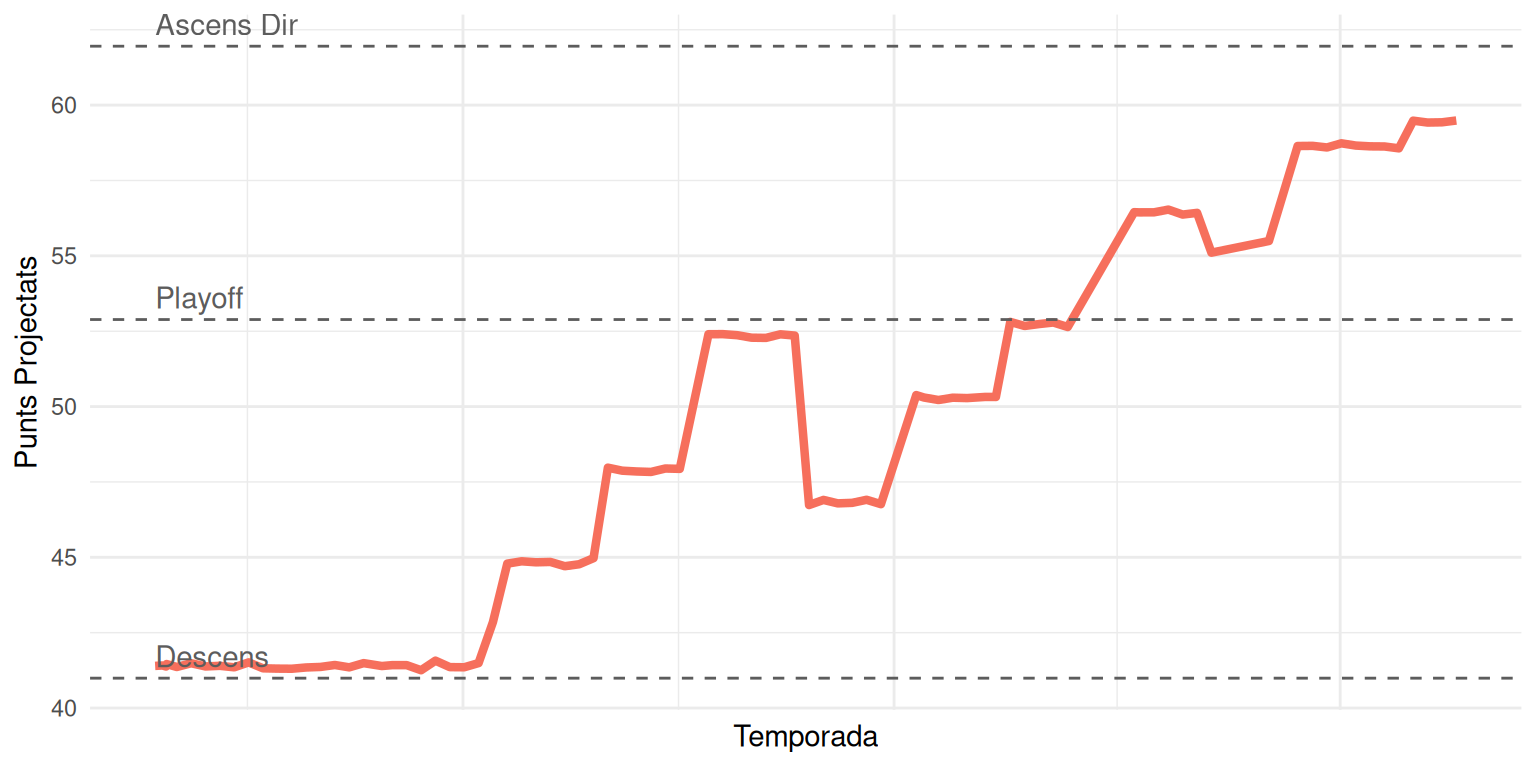 Ascens Dir
60
55
Playoff
50
45
Descens
40
Punts Projectats
Temporada